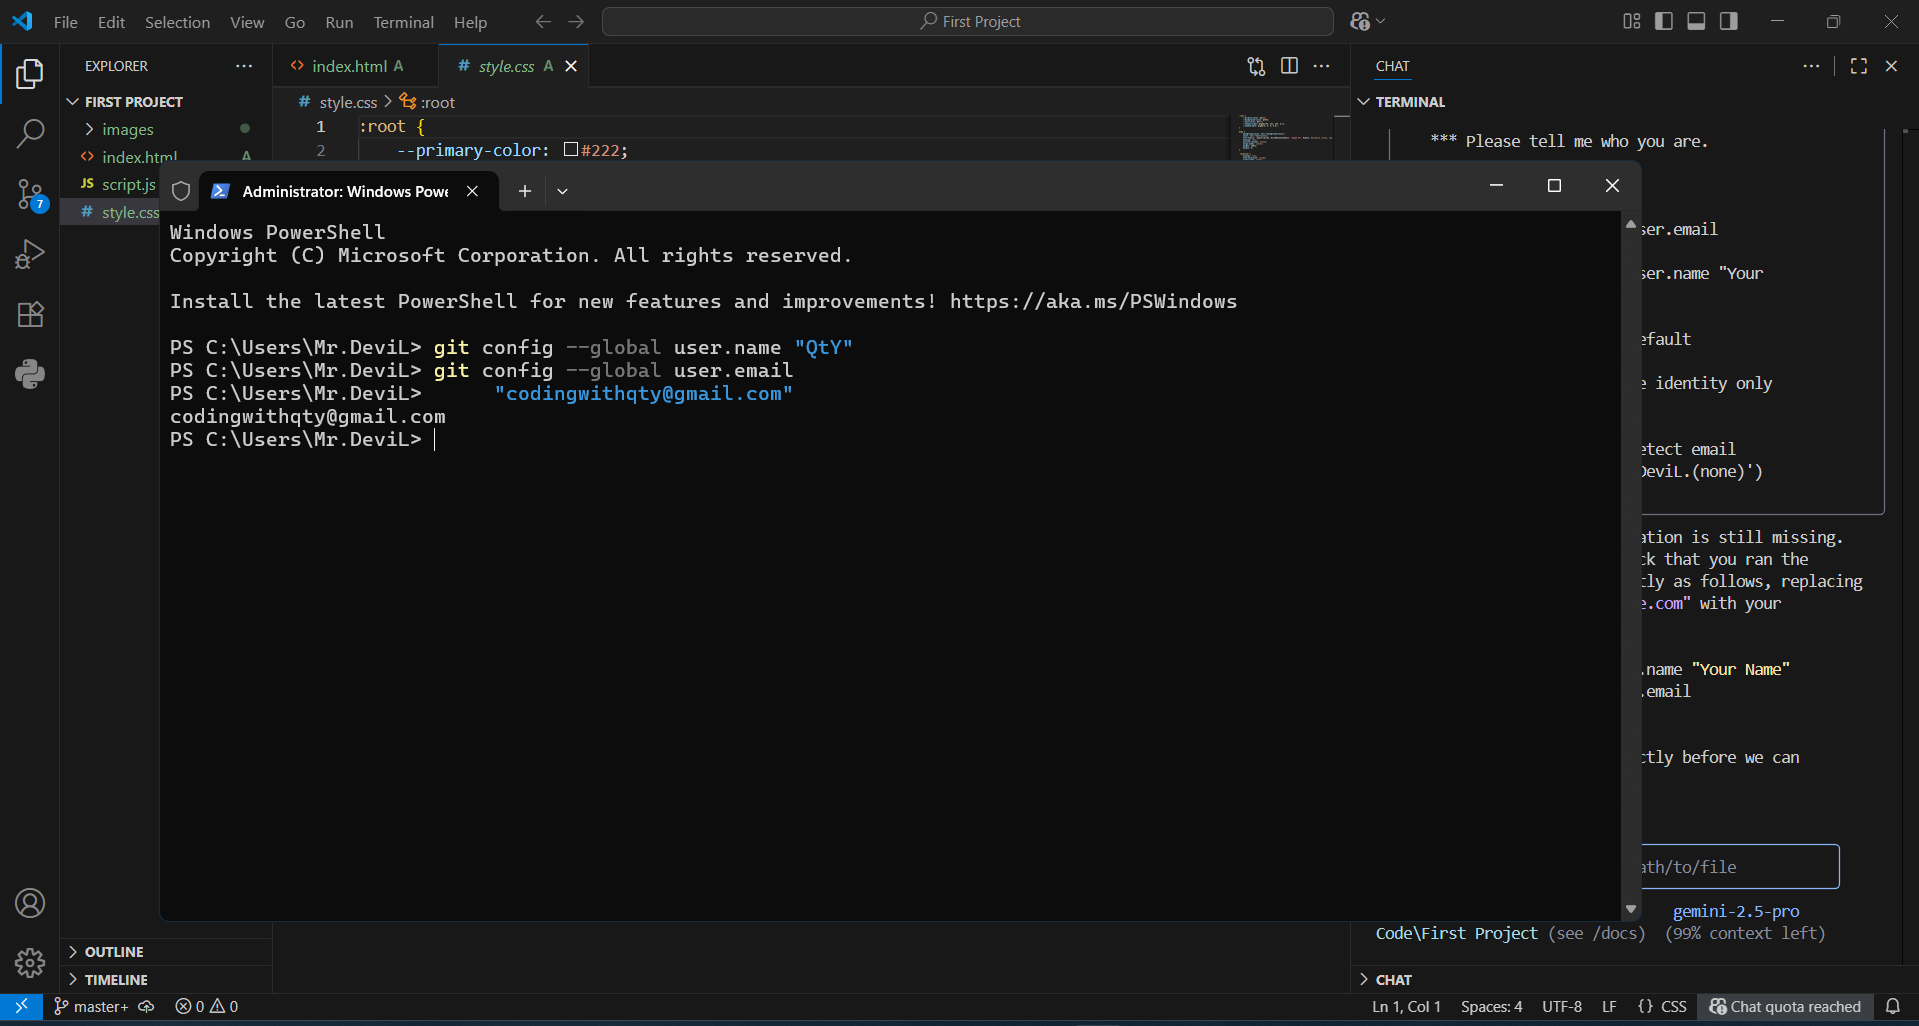 File Edit Selection View Go Run Terminal Help
First Project
EXPLORER
FIRST PROJECT
images
index.html A
JS script.js
# style.css
7
index.html A
# style.css A
# style.css > :root
1 :root {
2 --primary-color: #222;
CHAT
TERMINAL
*** Please tell me who you are.
Administrator: Windows Powe
Windows PowerShell
Copyright (C) Microsoft Corporation. All rights reserved.
Install the latest PowerShell for new features and improvements! https://aka.ms/PSWindows
PS C:\Users\Mr.DeviL> git config --global user.name "QtY"
PS C:\Users\Mr.DeviL> git config --global user.email
PS C:\Users\Mr.DeviL> "codingwithqty@gmail.com"
codingwithqty@gmail.com
PS C:\Users\Mr.DeviL>
ser.email
ser.name "Your
efault
e identity only
etect email
DeviL.(none)')
ation is still missing.
ck that you ran the
tly as follows, replacing
e.com" with your
.name "Your Name"
.email
ctly before we can
ath/to/file
gemini-2.5-pro
Code\First Project (see /docs) (99% context left)
OUTLINE
TIMELINE
CHAT
master+ 0 0
Ln 1, Col 1 Spaces: 4 UTF-8 LF {} CSS Chat quota reached